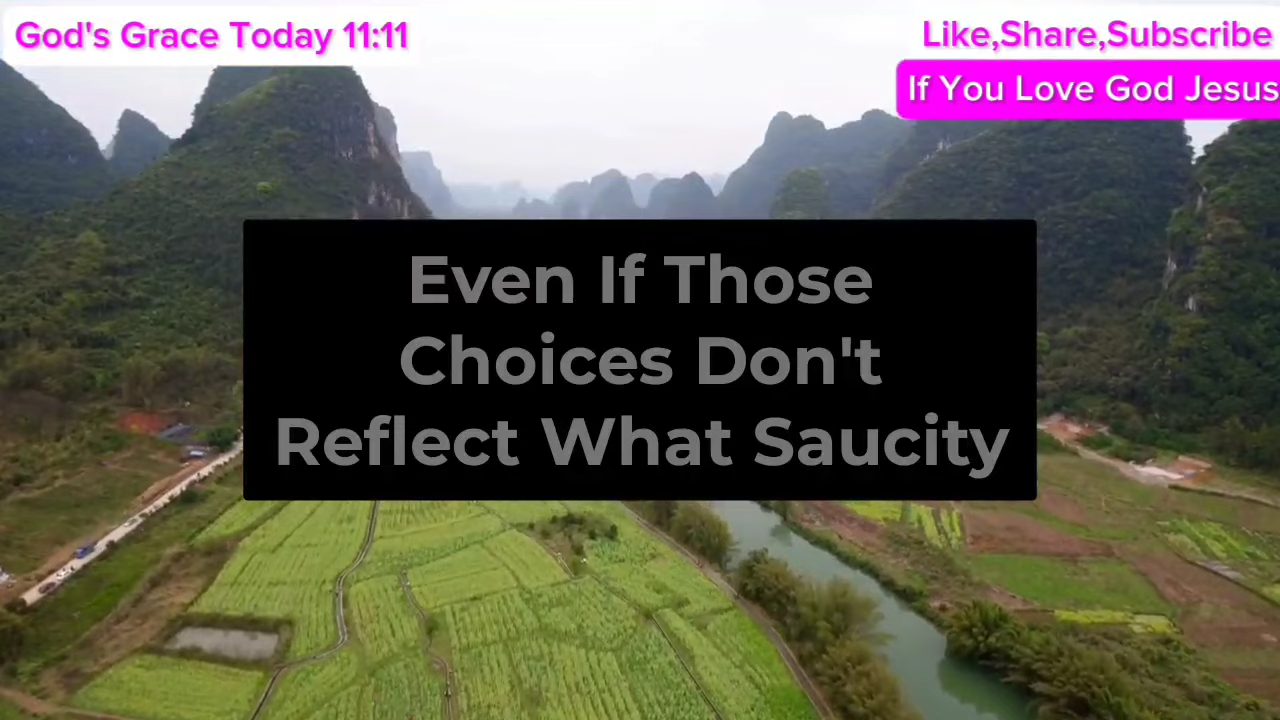 God's Grace Today 11:11
Like,Share,Subscribe
If You Love God Jesus
Even If Those
Choices Don't
Reflect What Saucity